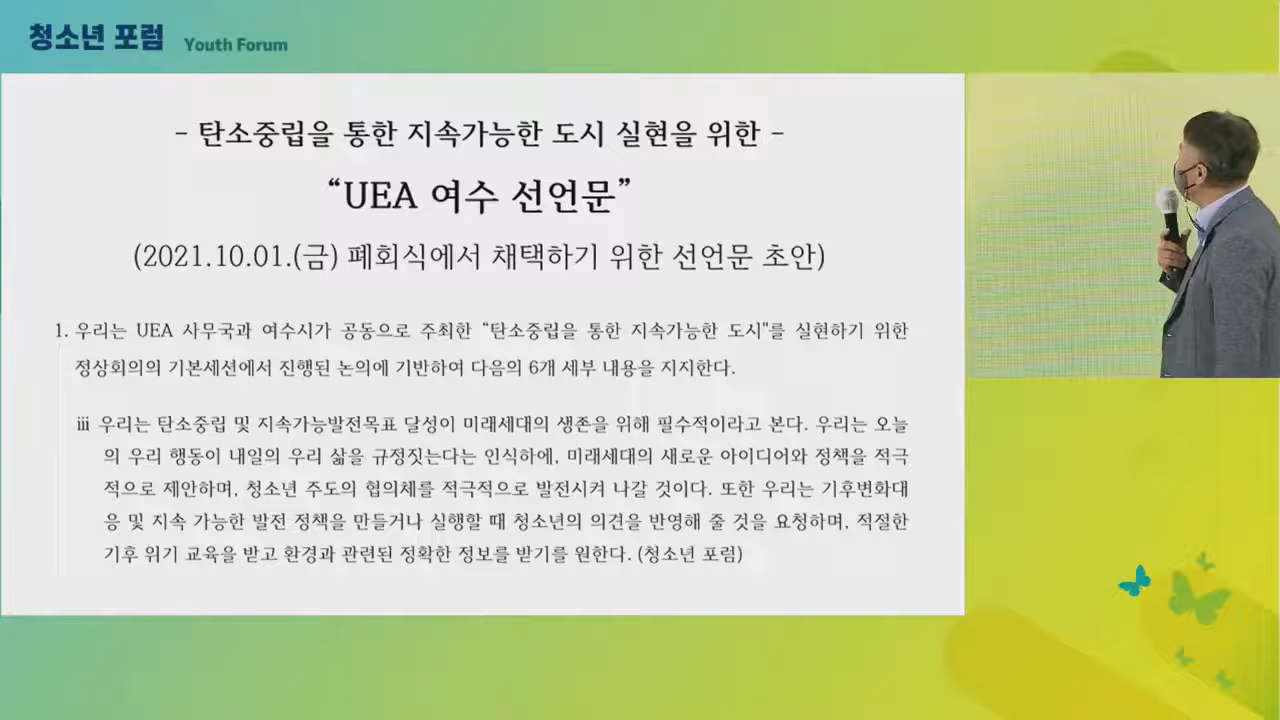 청소년 포럼 Youth Forum
- 탄소중립을 통한 지속가능한 도시 실현을 위한 -
“UEA 여수 선언문”
(2021.10.01.(금) 폐회식에서 채택하기 위한 선언문 초안)
1. 우리는 UEA 사무국과 여수시가 공동으로 주최한 “탄소중립을 통한 지속가능한 도시"를 실현하기 위한
정상회의의 기본세션에서 진행된 논의에 기반하여 다음의 6개 세부 내용을 지지한다.
ⅲ 우리는 탄소중립 및 지속가능발전목표 달성이 미래세대의 생존을 위해 필수적이라고 본다. 우리는 오늘
의 우리 행동이 내일의 우리 삶을 규정짓는다는 인식하에, 미래세대의 새로운 아이디어와 정책을 적극
적으로 제안하며, 청소년 주도의 협의체를 적극적으로 발전시켜 나갈 것이다. 또한 우리는 기후변화대
응 및 지속 가능한 발전 정책을 만들거나 실행할 때 청소년의 의견을 반영해 줄 것을 요청하며, 적절한
기후 위기 교육을 받고 환경과 관련된 정확한 정보를 받기를 원한다. (청소년 포럼)